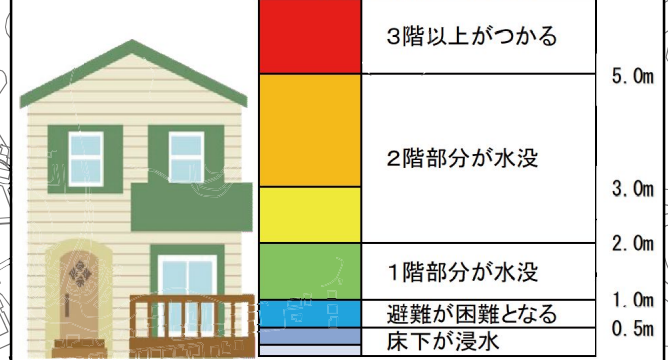 3階以上がつかる
5.0m
2階部分が水没
3.0m
2.0m
1階部分が水没
1.0m
避難が困難となる
0.5m
床下が浸水